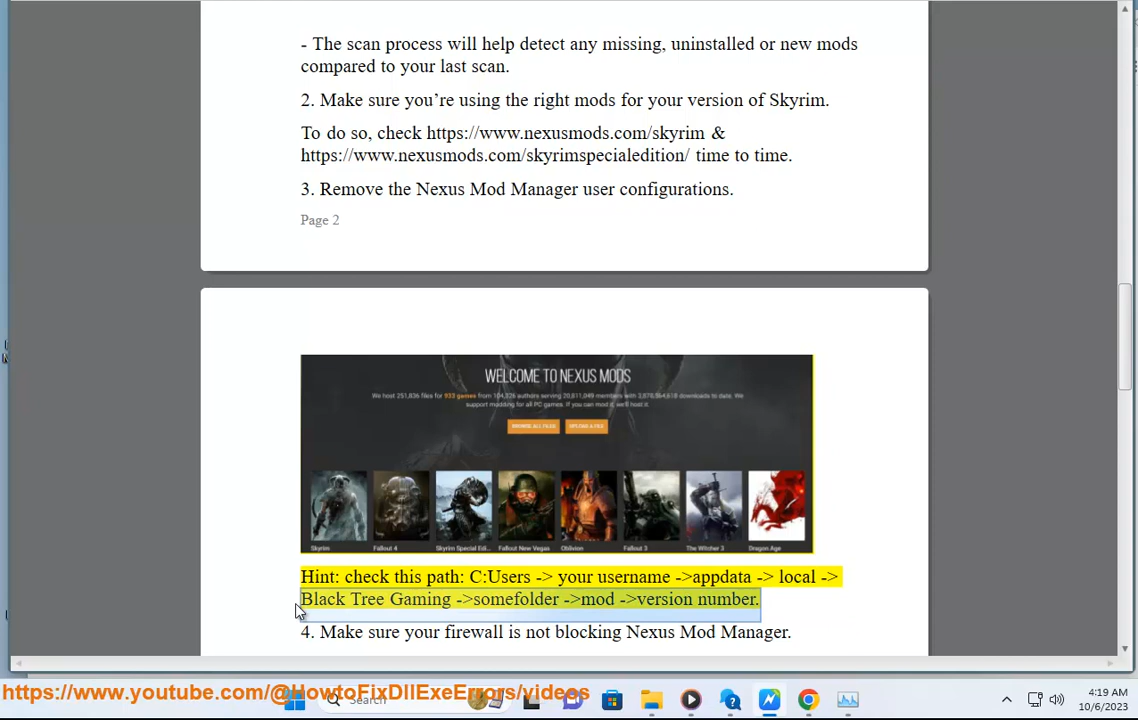 - The scan process will help detect any missing, uninstalled or new mods
compared to your last scan.
2. Make sure you’re using the right mods for your version of Skyrim.
To do so, check https://www.nexusmods.com/skyrim &
https://www.nexusmods.com/skyrimspecialedition/ time to time.
3. Remove the Nexus Mod Manager user configurations.
Page 2
WELCOME TO NEXUS MODS
We host 251,836 files for 933 games from 104,226 authors serving 20,811,049 members with 3,878,564,618 downloads to date. We
support modding for all PC games. If you can mod it, we'll host it.
BROWSE ALL FILES UPLOAD A FILE
Skyrim Fallout 4 Skyrim Special Edi... Fallout New Vegas Oblivion Fallout 3 The Witcher 3 Dragon Age
Hint: check this path: C:Users -> your username ->appdata -> local ->
Black Tree Gaming ->somefolder ->mod ->version number.
4. Make sure your firewall is not blocking Nexus Mod Manager.
https://www.youtube.com/@HowtoFixDllExeErrors/videos
Search
4:19 AM
10/6/2023